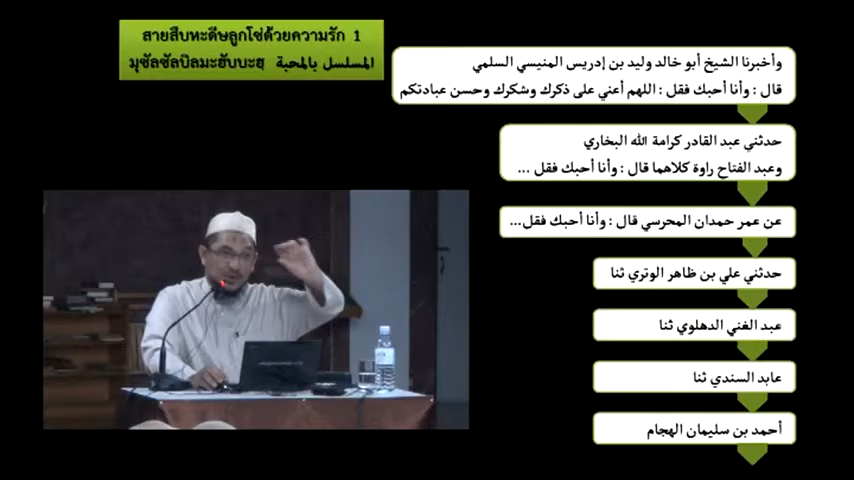 สายสืบหะดีษลูกโซ่ด้วยความรัก 1
มุซัลซัลบิลมะฮับบะฮฺ المسلسل بالمحبة
وأخبرنا الشيخ أبو خالد وليد بن إدريس المنيسي السلمي
قال : وأنا أحبك فقل : اللهم أعني على ذكرك وشكرك وحسن عبادتكم
حدثني عبد القادر كرامة الله البخاري
وعبد الفتاح راوة كلاهما قال : وأنا أحبك فقل ...
عن عمر حمدان المحرسي قال : وأنا أحبك فقل...
حدثني علي بن ظاهر الوتري ثنا
عبد الغني الدهلوي ثنا
عابد السندي ثنا
أحمد بن سليمان الهجام